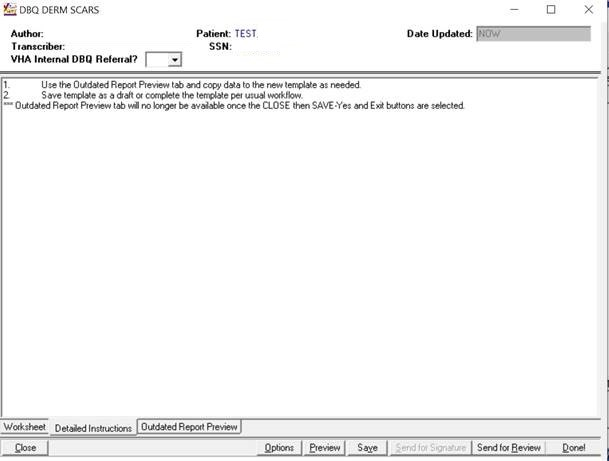 DBQ DERM SCARS
Author: Patient: TEST, Date Updated: NOW
Transcriber: SSN:
VHA Internal DBQ Referral?
1. Use the Outdated Report Preview tab and copy data to the new template as needed.
2. Save template as a draft or complete the template per usual workflow.
*** Outdated Report Preview tab will no longer be available once the CLOSE then SAVE-Yes and Exit buttons are selected.
Worksheet Detailed Instructions Outdated Report Preview
Close Options Preview Save Send for Signature Send for Review Done!